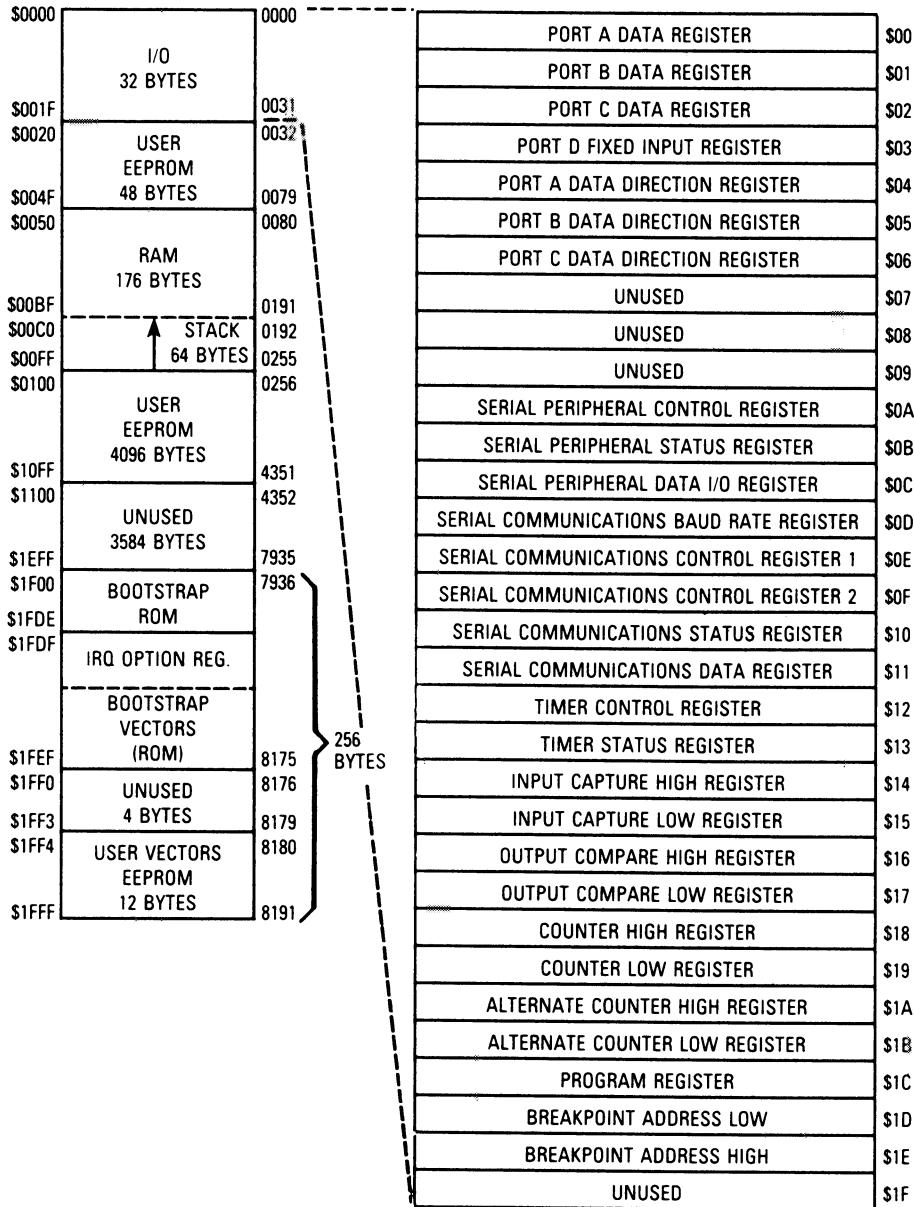 $0000
0000
I/O
32 BYTES
$001F
0031
$0020
0032
USER
EEPROM
48 BYTES
$004F
0079
$0050
0080
RAM
176 BYTES
$00BF
0191
$00C0
STACK
0192
$00FF
64 BYTES
0255
$0100
0256
USER
EEPROM
4096 BYTES
$10FF
4351
$1100
4352
UNUSED
3584 BYTES
$1EFF
7935
$1F00
7936
BOOTSTRAP
ROM
$1FDE
$1FDF
IRQ OPTION REG.
BOOTSTRAP
VECTORS
(ROM)
$1FEF
8175
256
BYTES
$1FF0
8176
UNUSED
4 BYTES
$1FF3
8179
$1FF4
8180
USER VECTORS
EEPROM
12 BYTES
$1FFF
8191
PORT A DATA REGISTER $00
PORT B DATA REGISTER $01
PORT C DATA REGISTER $02
PORT D FIXED INPUT REGISTER $03
PORT A DATA DIRECTION REGISTER $04
PORT B DATA DIRECTION REGISTER $05
PORT C DATA DIRECTION REGISTER $06
UNUSED $07
UNUSED $08
UNUSED $09
SERIAL PERIPHERAL CONTROL REGISTER $0A
SERIAL PERIPHERAL STATUS REGISTER $0B
SERIAL PERIPHERAL DATA I/O REGISTER $0C
SERIAL COMMUNICATIONS BAUD RATE REGISTER $0D
SERIAL COMMUNICATIONS CONTROL REGISTER 1 $0E
SERIAL COMMUNICATIONS CONTROL REGISTER 2 $0F
SERIAL COMMUNICATIONS STATUS REGISTER $10
SERIAL COMMUNICATIONS DATA REGISTER $11
TIMER CONTROL REGISTER $12
TIMER STATUS REGISTER $13
INPUT CAPTURE HIGH REGISTER $14
INPUT CAPTURE LOW REGISTER $15
OUTPUT COMPARE HIGH REGISTER $16
OUTPUT COMPARE LOW REGISTER $17
COUNTER HIGH REGISTER $18
COUNTER LOW REGISTER $19
ALTERNATE COUNTER HIGH REGISTER $1A
ALTERNATE COUNTER LOW REGISTER $1B
PROGRAM REGISTER $1C
BREAKPOINT ADDRESS LOW $1D
BREAKPOINT ADDRESS HIGH $1E
UNUSED $1F